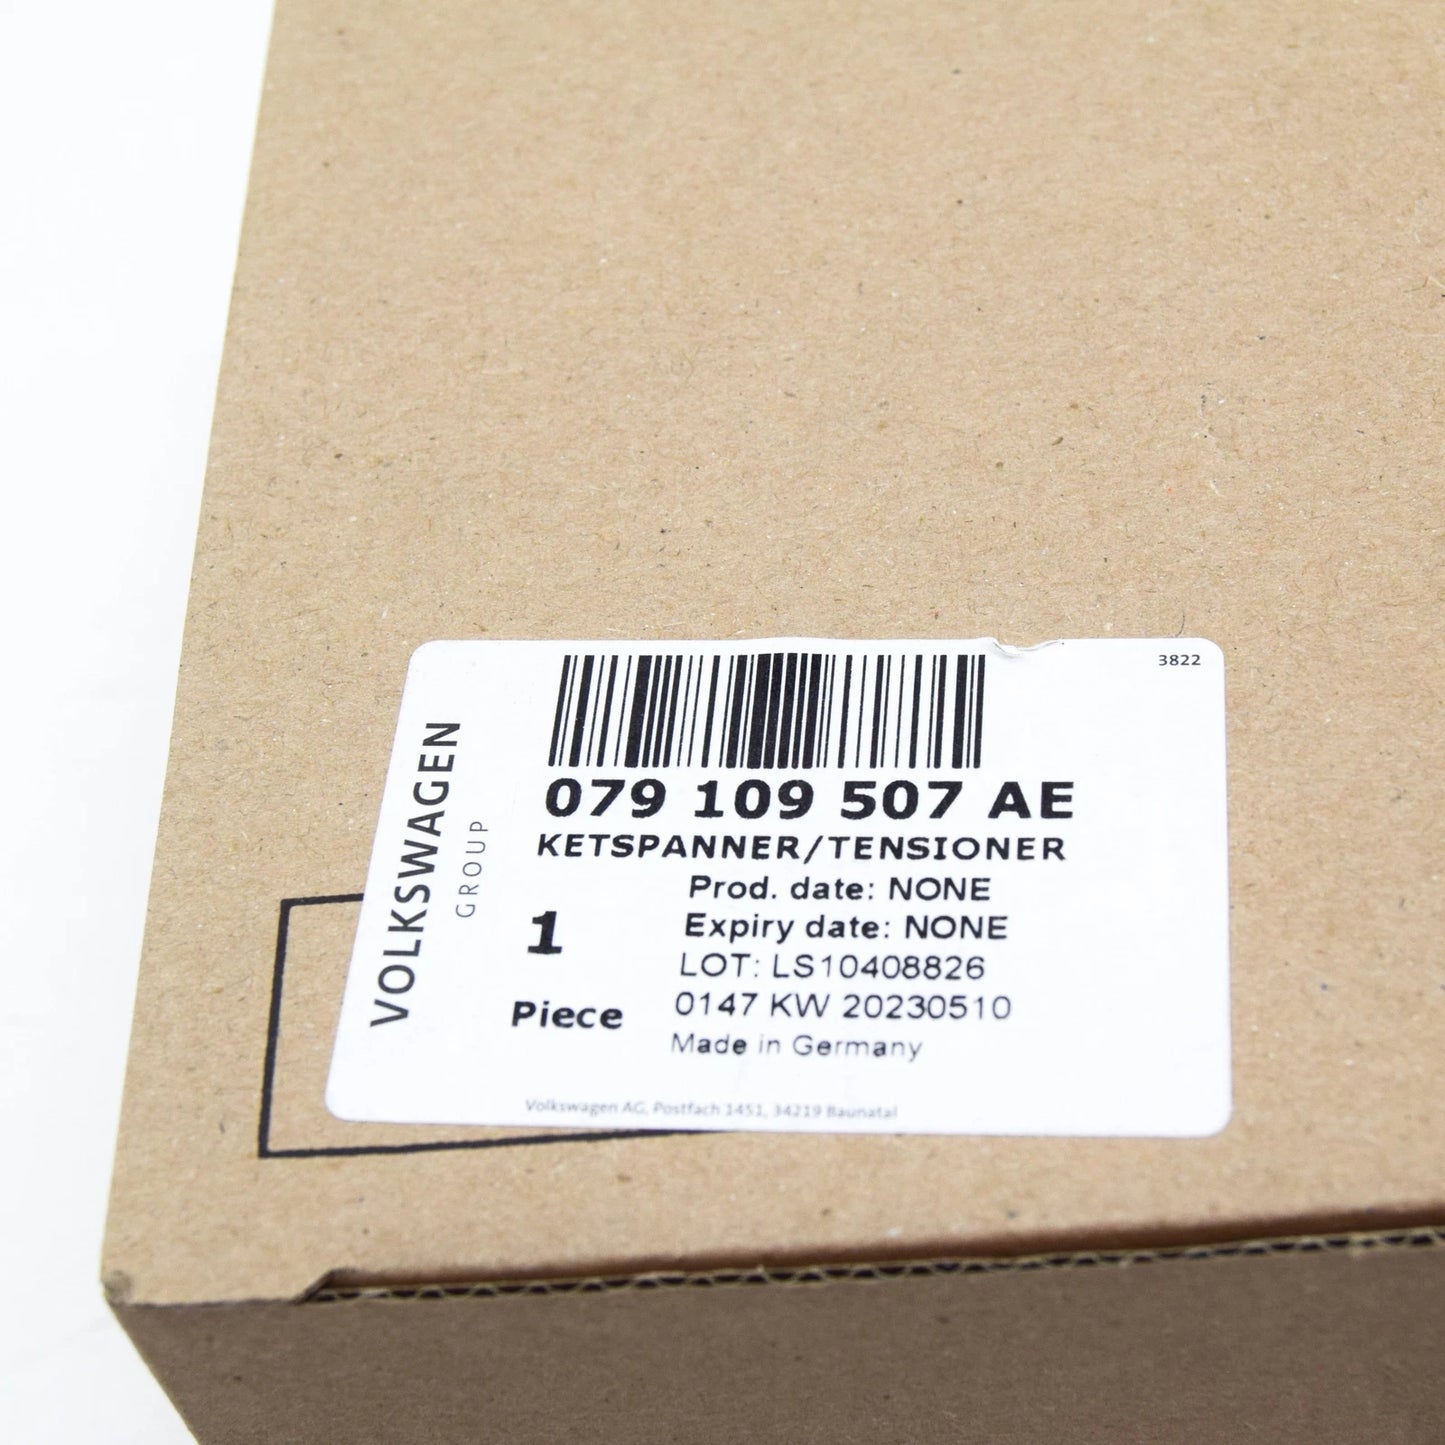 3822
VOLKSWAGEN
GROUP
079 109 507 AE
KETSPANNER/TENSIONER
Prod. date: NONE
Expiry date: NONE
1
LOT: LS10408826
Piece
0147 KW 20230510
Made in Germany
Volkswagen AG, Postfach 1451, 34219 Baunatal